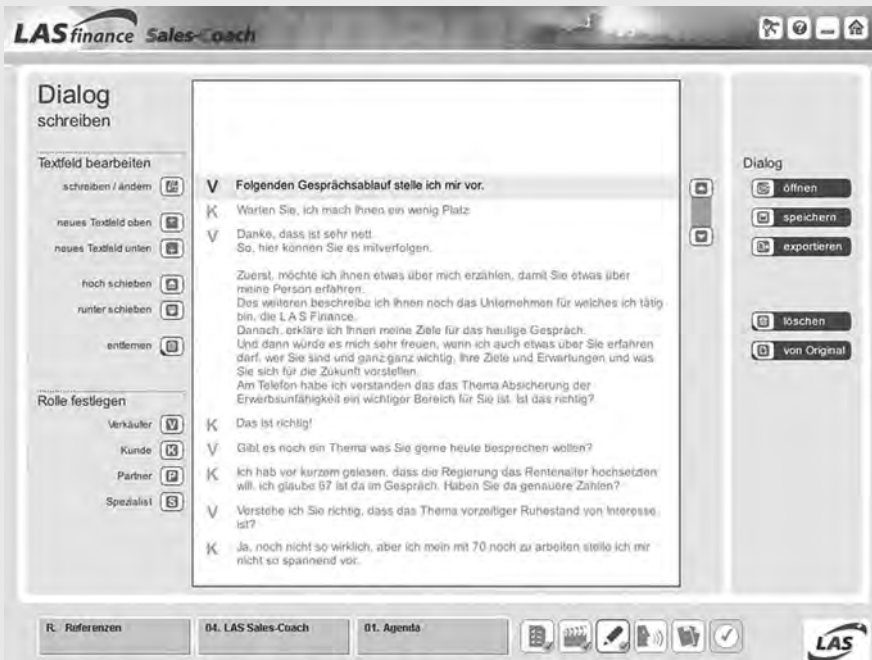 LAS finance Sales-Coach
Dialog
schreiben
Textfeld bearbeiten
schreiben / ändern
neues Textfeld oben
neues Textfeld unten
hoch schieben
runter schieben
entfernen
Rolle festlegen
Verkäufer V
Kunde K
Partner P
Spezialist S
V Folgenden Gesprächsablauf stelle ich mir vor.
K Warten Sie, ich mach Ihnen ein wenig Platz
V Danke, dass ist sehr nett.
So, hier können Sie es mitverfolgen.
Zuerst, möchte ich ihnen etwas über mich erzählen, damit Sie etwas über
meine Person erfahren.
Des weiteren beschreibe ich Ihnen noch das Unternehmen für welches ich tätig
bin, die L A S Finance.
Danach, erkläre ich Ihnen meine Ziele für das heutige Gespräch.
Und dann würde es mich sehr freuen, wenn ich auch etwas über Sie erfahren
darf, wer Sie sind und ganz ganz wichtig, Ihre Ziele und Erwartungen und was
Sie sich für die Zukunft vorstellen.
Am Telefon habe ich verstanden das das Thema Absicherung der
Erwerbsunfähigkeit ein wichtiger Bereich für Sie ist. Ist das richtig?
K Das ist richtig!
V Gibt es noch ein Thema was Sie gerne heute besprechen wollen?
K Ich hab vor kurzem gelesen, dass die Regierung das Rentenalter hochsetzten
will, ich glaube 67 ist da im Gespräch. Haben Sie da genauere Zahlen?
V Verstehe ich Sie richtig, dass das Thema vorzeitiger Ruhestand von Interesse
ist?
K Ja, noch nicht so wirklich, aber ich mein mit 70 noch zu arbeiten stelle ich mir
nicht so spannend vor.
Dialog
öffnen
speichern
exportieren
löschen
von Original
R. Referenzen
04. LAS Sales-Coach
01. Agenda
LAS